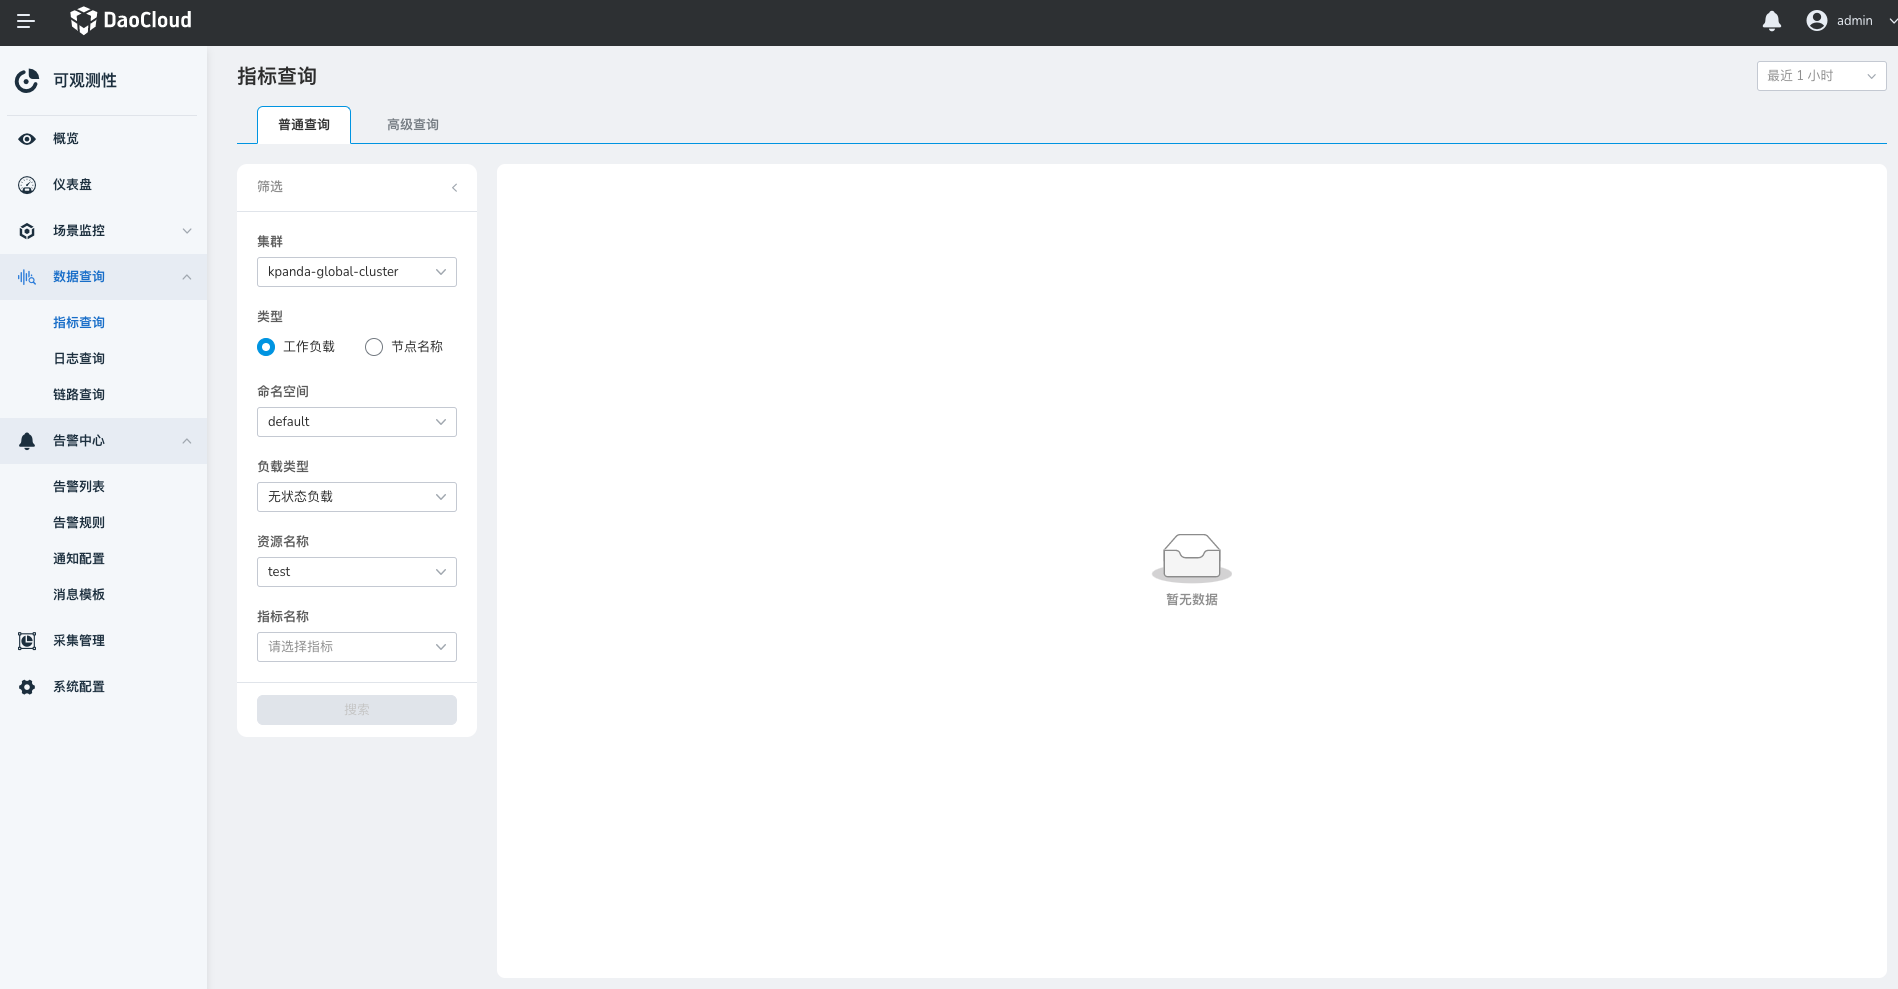 DaoCloud
admin
可观测性
概览
仪表盘
场景监控
数据查询
指标查询
日志查询
链路查询
告警中心
告警列表
告警规则
通知配置
消息模板
采集管理
系统配置
指标查询
最近 1 小时
普通查询
高级查询
筛选
集群
kpanda-global-cluster
类型
工作负载
节点名称
命名空间
default
负载类型
无状态负载
资源名称
test
指标名称
请选择指标
搜索
暂无数据